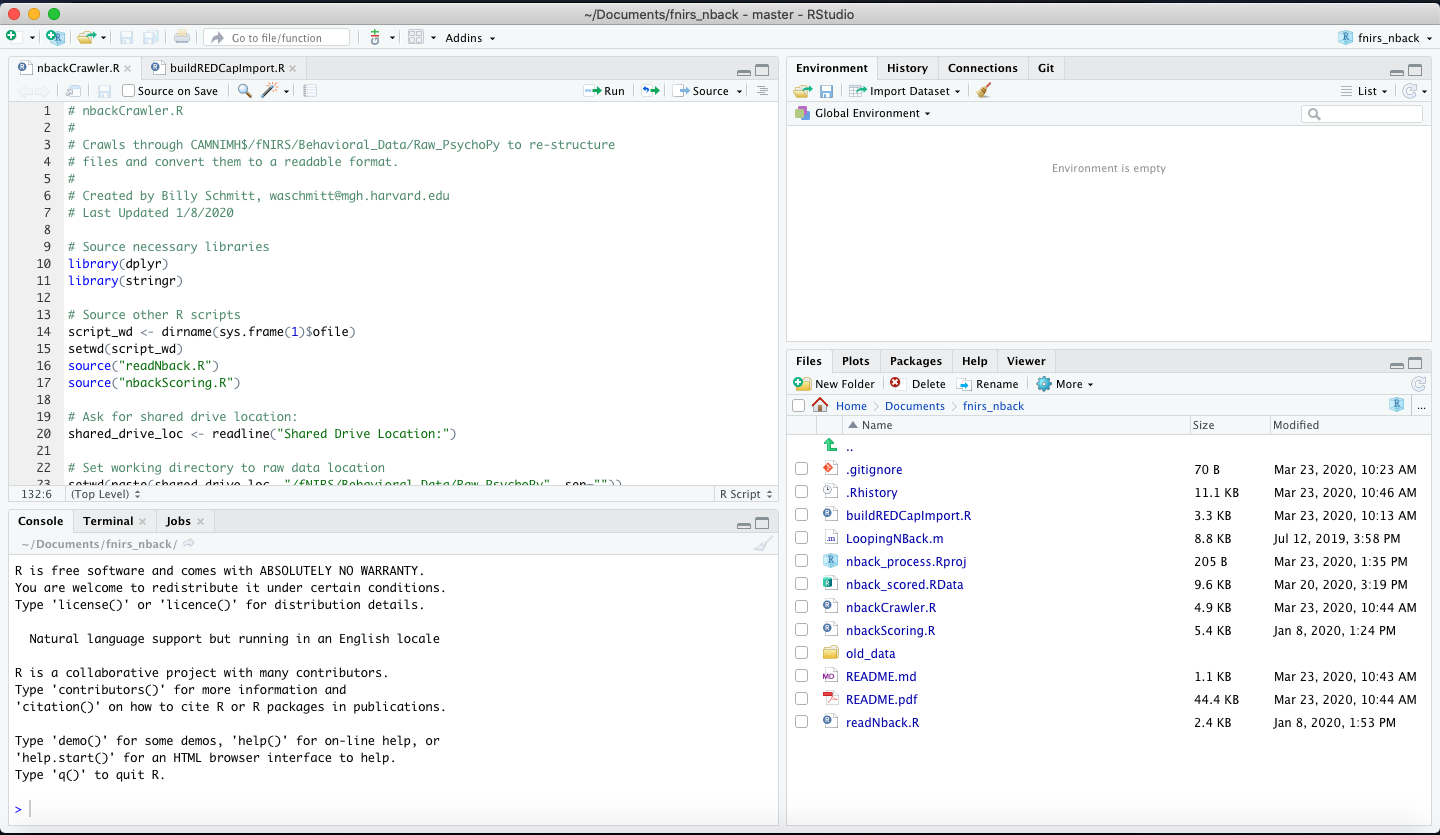 ~/Documents/fnirs_nback - master - RStudio
Go to file/function
Addins
fnirs_nback
nbackCrawler.R
buildREDCapImport.R
Source on Save
Run
Source
1 # nbackCrawler.R
2 #
3 # Crawls through CAMNIMH$/fNIRS/Behavioral_Data/Raw_PsychoPy to re-structure
4 # files and convert them to a readable format.
5 #
6 # Created by Billy Schmitt, waschmitt@mgh.harvard.edu
7 # Last Updated 1/8/2020
8
9 # Source necessary libraries
10 library(dplyr)
11 library(stringr)
12
13 # Source other R scripts
14 script_wd <- dirname(sys.frame(1)$ofile)
15 setwd(script_wd)
16 source("readNback.R")
17 source("nbackScoring.R")
18
19 # Ask for shared drive location:
20 shared_drive_loc <- readline("Shared Drive Location:")
21
22 # Set working directory to raw data location
23 setwd(paste(shared_drive_loc, "/fNIRS/Behavioral_Data/Raw_PsychoPy", sep=""))
132:6 (Top Level) R Script
Console Terminal Jobs
~/Documents/fnirs_nback/
R is free software and comes with ABSOLUTELY NO WARRANTY.
You are welcome to redistribute it under certain conditions.
Type 'license()' or 'licence()' for distribution details.
Natural language support but running in an English locale
R is a collaborative project with many contributors.
Type 'contributors()' for more information and
'citation()' on how to cite R or R packages in publications.
Type 'demo()' for some demos, 'help()' for on-line help, or
'help.start()' for an HTML browser interface to help.
Type 'q()' to quit R.
>
Environment History Connections Git
Import Dataset
List
Global Environment
Environment is empty
Files Plots Packages Help Viewer
New Folder Delete Rename More
Home Documents fnirs_nback
...
Name Size Modified
..
.gitignore 70 B Mar 23, 2020, 10:23 AM
.Rhistory 11.1 KB Mar 23, 2020, 10:46 AM
buildREDCapImport.R 3.3 KB Mar 23, 2020, 10:13 AM
LoopingNBack.m 8.8 KB Jul 12, 2019, 3:58 PM
nback_process.Rproj 205 B Mar 23, 2020, 1:35 PM
nback_scored.RData 9.6 KB Mar 20, 2020, 3:19 PM
nbackCrawler.R 4.9 KB Mar 23, 2020, 10:44 AM
nbackScoring.R 5.4 KB Jan 8, 2020, 1:24 PM
old_data
README.md 1.1 KB Mar 23, 2020, 10:43 AM
README.pdf 44.4 KB Mar 23, 2020, 10:44 AM
readNback.R 2.4 KB Jan 8, 2020, 1:53 PM